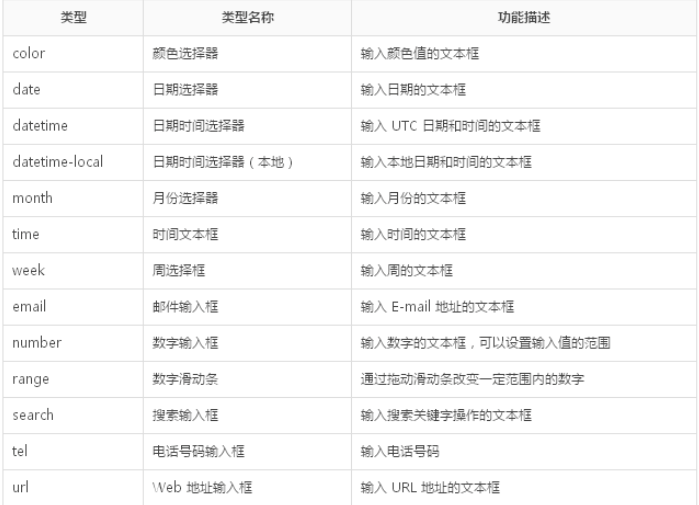 类型 类型名称 功能描述
color 颜色选择器 输入颜色值的文本框
date 日期选择器 输入日期的文本框
datetime 日期时间选择器 输入 UTC 日期和时间的文本框
datetime-local 日期时间选择器（本地） 输入本地日期和时间的文本框
month 月份选择器 输入月份的文本框
time 时间文本框 输入时间的文本框
week 周选择框 输入周的文本框
email 邮件输入框 输入 E-mail 地址的文本框
number 数字输入框 输入数字的文本框，可以设置输入值的范围
range 数字滑动条 通过拖动滑动条改变一定范围内的数字
search 搜索输入框 输入搜索关键字操作的文本框
tel 电话号码输入框 输入电话号码
url Web 地址输入框 输入 URL 地址的文本框